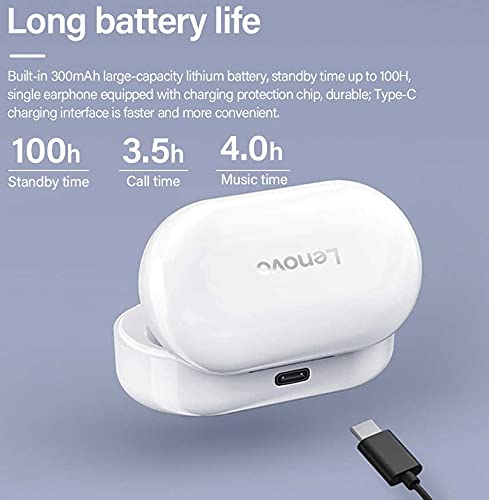 Long battery life
Built-in 300mAh large-capacity lithium battery, standby time up to 100H,
single earphone equipped with charging protection chip, durable; Type-C
charging interface is faster and more convenient.
100h 3.5h 4.0h
Standby time Call time Music time
Lenovo